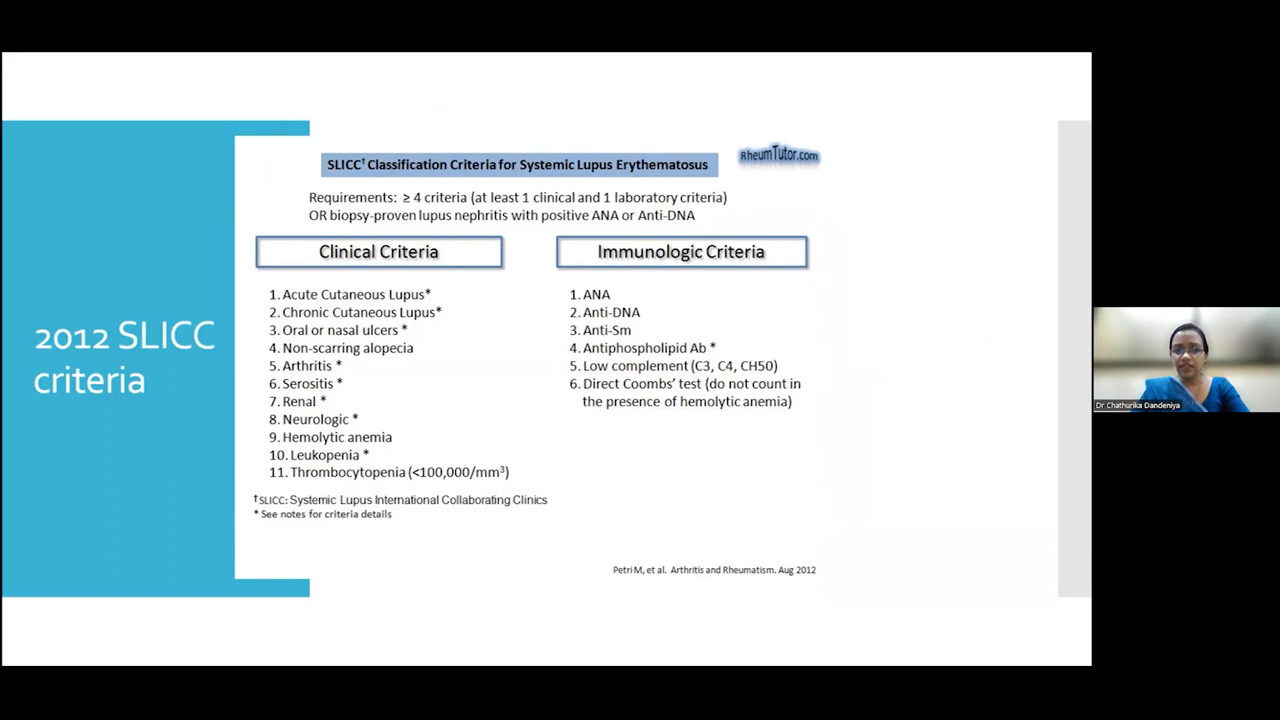 2012 SLICC
criteria
SLICC† Classification Criteria for Systemic Lupus Erythematosus
RheumTutor.com
Requirements: ≥ 4 criteria (at least 1 clinical and 1 laboratory criteria)
OR biopsy-proven lupus nephritis with positive ANA or Anti-DNA
Clinical Criteria
1. Acute Cutaneous Lupus*
2. Chronic Cutaneous Lupus*
3. Oral or nasal ulcers *
4. Non-scarring alopecia
5. Arthritis *
6. Serositis *
7. Renal *
8. Neurologic *
9. Hemolytic anemia
10. Leukopenia *
11. Thrombocytopenia (<100,000/mm³)
Immunologic Criteria
1. ANA
2. Anti-DNA
3. Anti-Sm
4. Antiphospholipid Ab *
5. Low complement (C3, C4, CH50)
6. Direct Coombs' test (do not count in
the presence of hemolytic anemia)
†SLICC: Systemic Lupus International Collaborating Clinics
* See notes for criteria details
Petri M, et al. Arthritis and Rheumatism. Aug 2012
Dr Chathurika Dandeniya